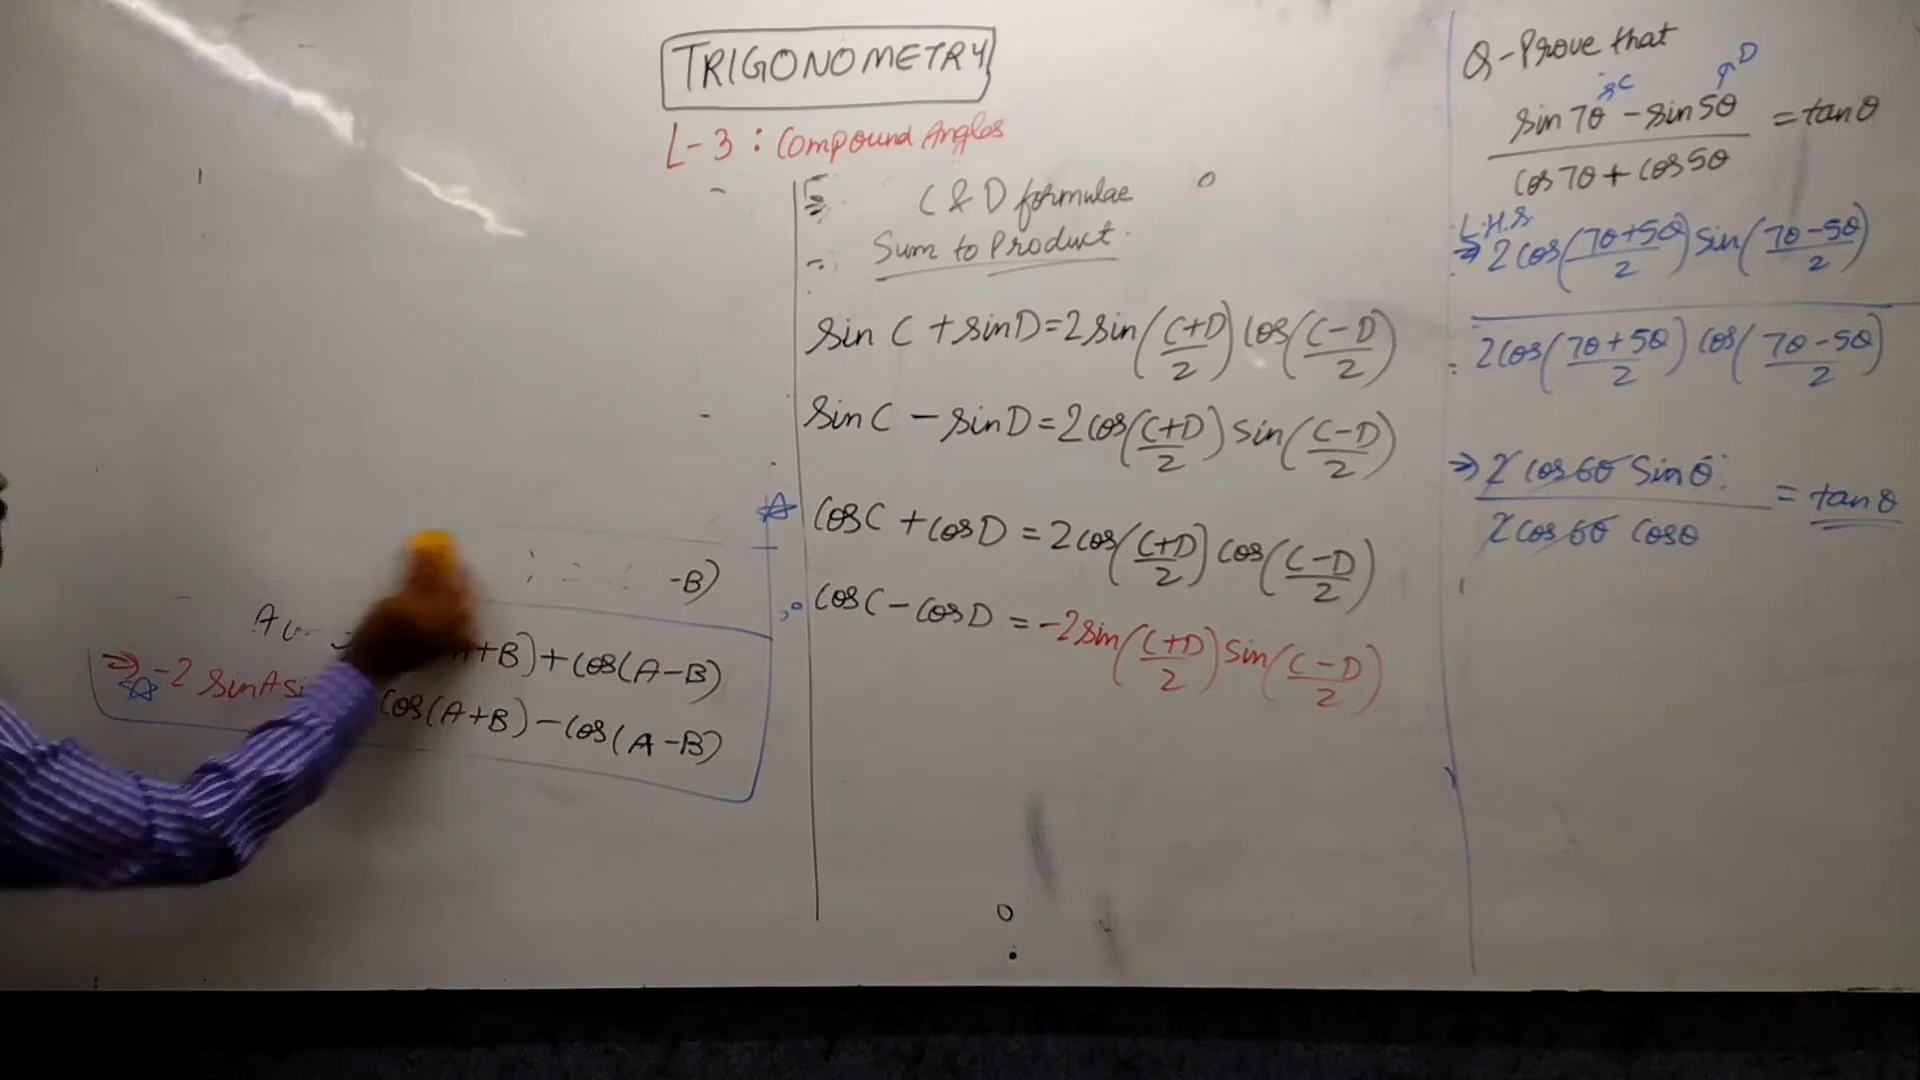 TRIGONOMETRY
L-3 : Compound Angles
-B)
+B)+cos(A-B)
⇒ -2 sinA
cos(A+B)-cos(A-B)
C & D formulae
Sum to Product
sin C + sin D = 2 sin((C+D)/2) cos((C-D)/2)
sin C - sin D = 2 cos((C+D)/2) sin((C-D)/2)
☆ cos C + cos D = 2 cos((C+D)/2) cos((C-D)/2)
cos C - cos D = -2 sin((C+D)/2) sin((C-D)/2)
Q- Prove that
C D
(sin 7θ - sin 5θ)/(cos 7θ + cos 5θ) = tan θ
L.H.S
⇒ 2 cos((7θ+5θ)/2) sin((7θ-5θ)/2)
2 cos((7θ+5θ)/2) cos((7θ-5θ)/2)
⇒ (2 cos 6θ sin θ)/(2 cos 6θ cos θ) = tan θ